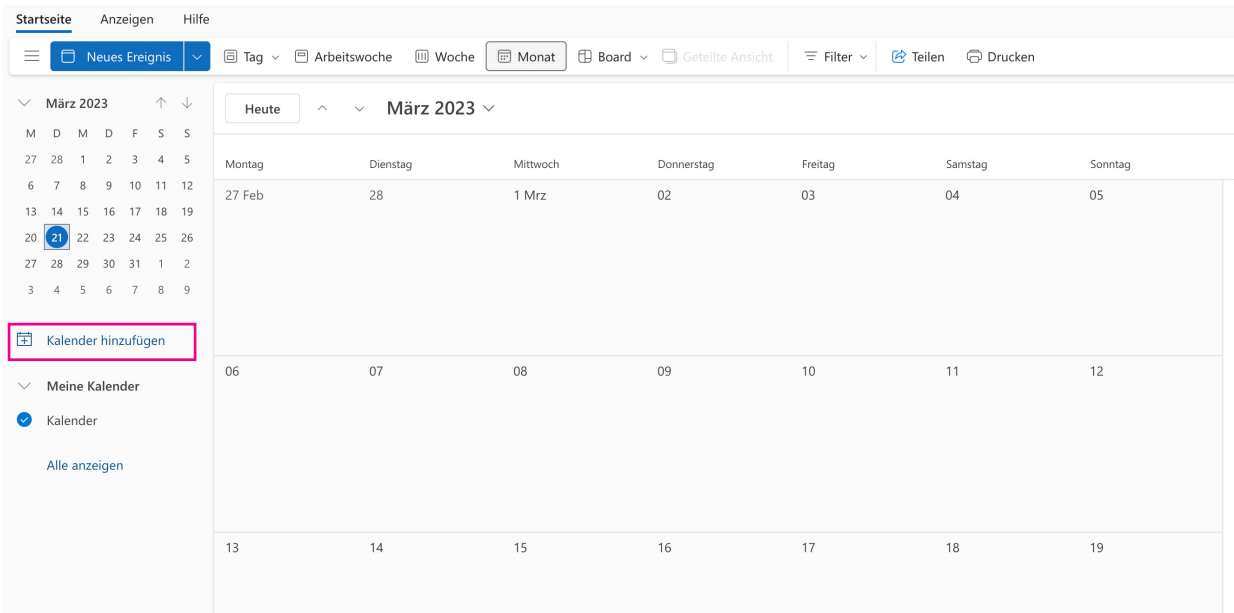 Startseite Anzeigen Hilfe
Neues Ereignis Tag Arbeitswoche Woche Monat Board Geteilte Ansicht Filter Teilen Drucken
März 2023
M D M D F S S
27 28 1 2 3 4 5
6 7 8 9 10 11 12
13 14 15 16 17 18 19
20 21 22 23 24 25 26
27 28 29 30 31 1 2
3 4 5 6 7 8 9
Kalender hinzufügen
Meine Kalender
Kalender
Alle anzeigen
Heute März 2023
Montag Dienstag Mittwoch Donnerstag Freitag Samstag Sonntag
27 Feb 28 1 Mrz 02 03 04 05
06 07 08 09 10 11 12
13 14 15 16 17 18 19